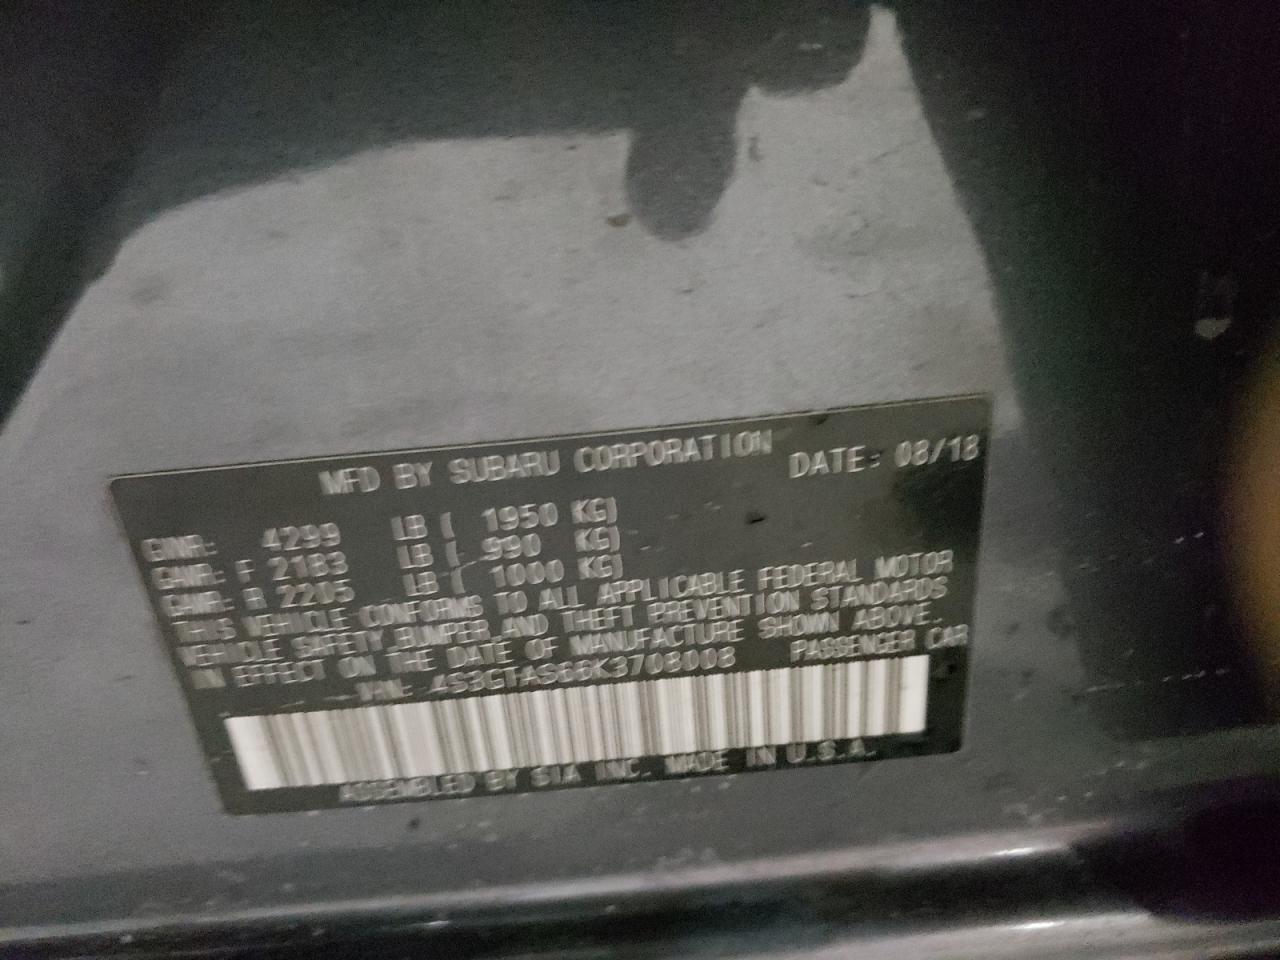 MFD BY SUBARU CORPORATION DATE: 08/18
GVWR: 4299 LB ( 1950 KG)
GAWR: F 2183 LB ( 990 KG)
GAWR: R 2205 LB ( 1000 KG)
THIS VEHICLE CONFORMS TO ALL APPLICABLE FEDERAL MOTOR
VEHICLE SAFETY BUMPER AND THEFT PREVENTION STANDARDS
IN EFFECT ON THE DATE OF MANUFACTURE SHOWN ABOVE.
VIN: 4S3GTAS66K3708008 PASSENGER CAR
ASSEMBLED BY SIA INC. MADE IN U.S.A.